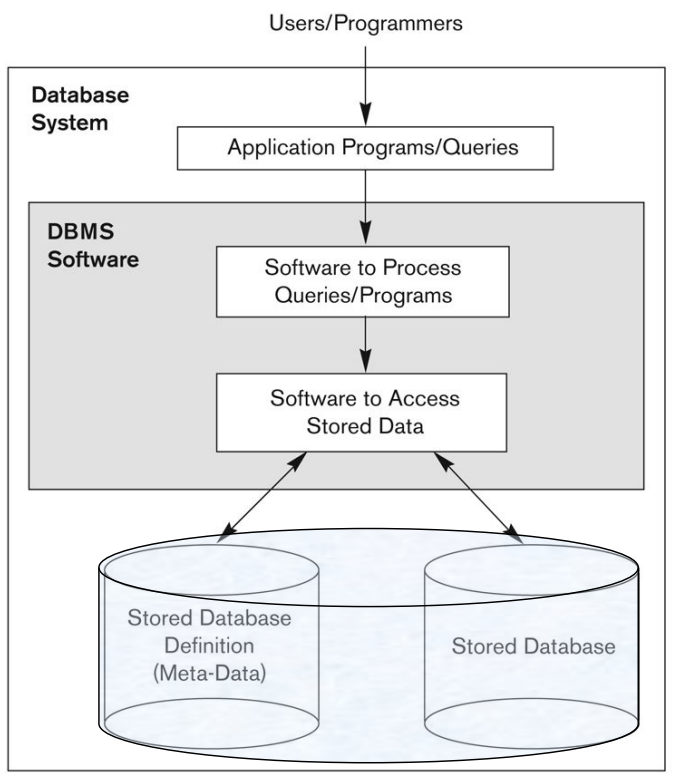 Users/Programmers
Database
System
Application Programs/Queries
DBMS
Software
Software to Process
Queries/Programs
Software to Access
Stored Data
Stored Database
Definition
(Meta-Data)
Stored Database